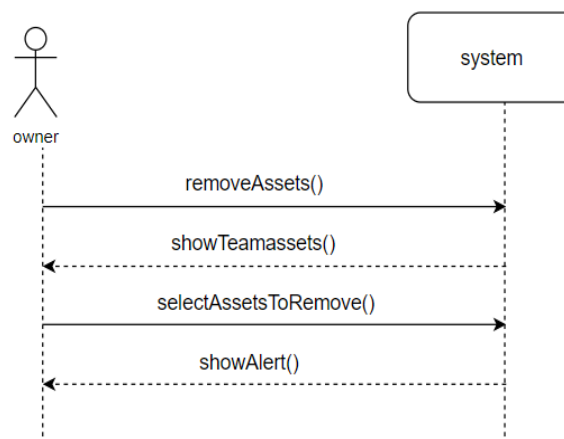 system
owner
removeAssets()
showTeamassets()
selectAssetsToRemove()
showAlert()